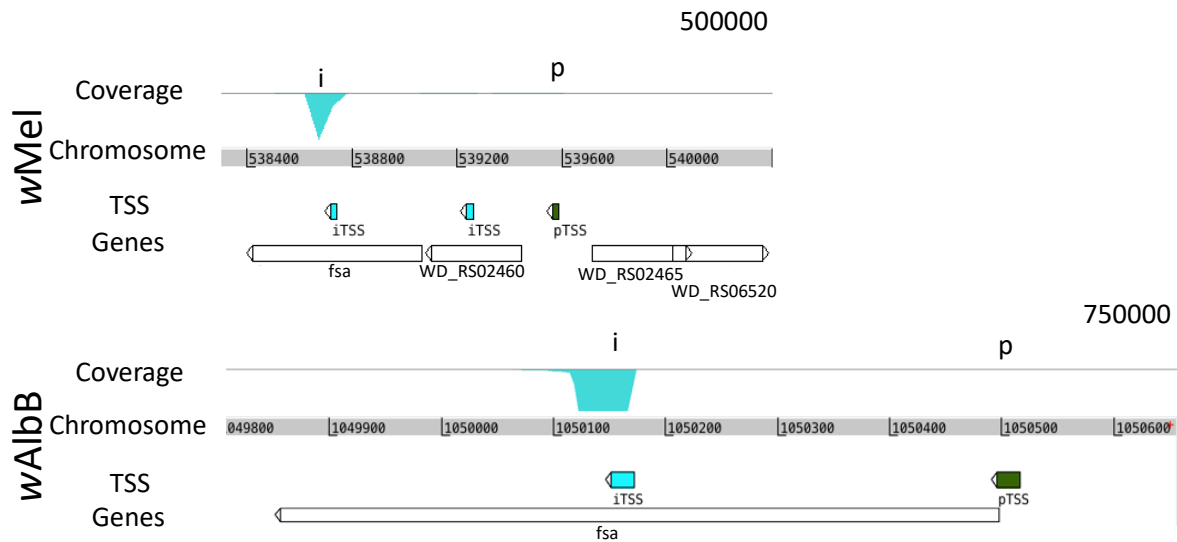 500000
i
p
Coverage
wMel
Chromosome
538400 538800 539200 539600 540000
TSS
iTSS iTSS pTSS
Genes
fsa WD_RS02460 WD_RS02465
WD_RS06520
750000
i
p
Coverage
wAlbB
Chromosome
049800 1049900 1050000 1050100 1050200 1050300 1050400 1050500 1050600
TSS
iTSS pTSS
Genes
fsa